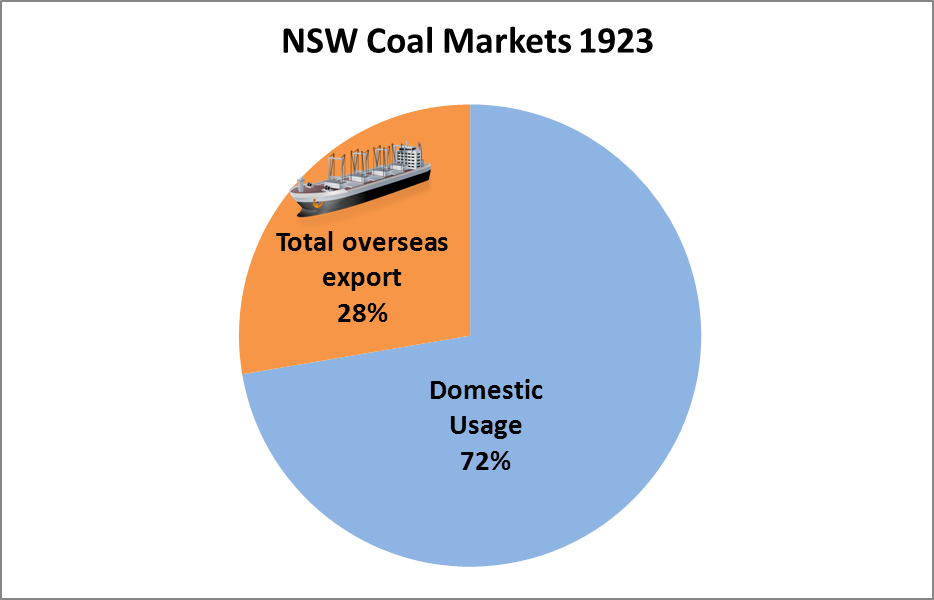 NSW Coal Markets 1923
Total overseas
export
28%
Domestic
Usage
72%